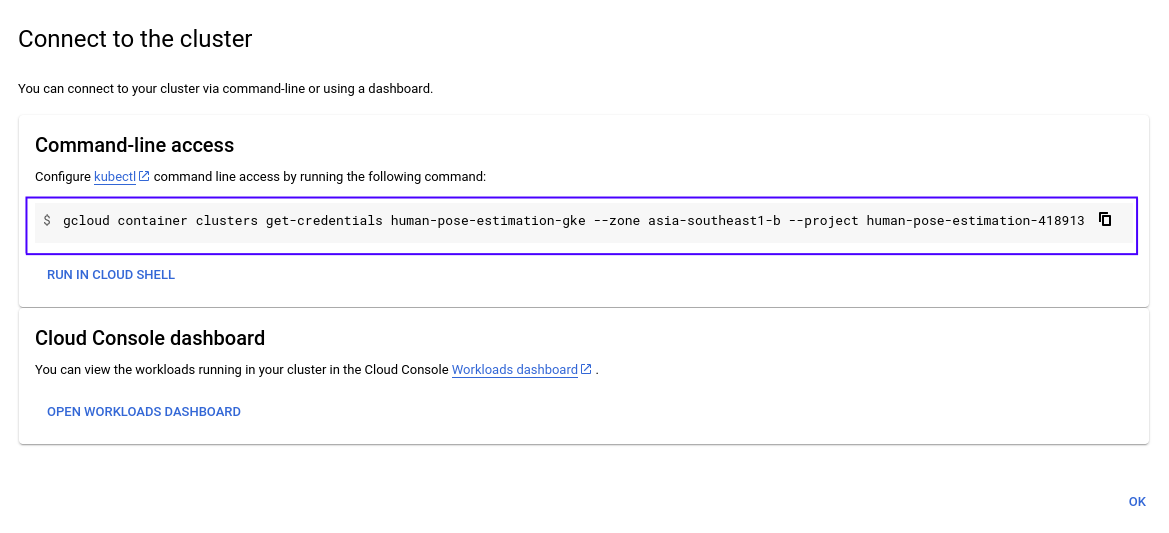 Connect to the cluster
You can connect to your cluster via command-line or using a dashboard.
Command-line access
Configure kubectl command line access by running the following command:
$ gcloud container clusters get-credentials human-pose-estimation-gke --zone asia-southeast1-b --project human-pose-estimation-418913
RUN IN CLOUD SHELL
Cloud Console dashboard
You can view the workloads running in your cluster in the Cloud Console Workloads dashboard .
OPEN WORKLOADS DASHBOARD
OK